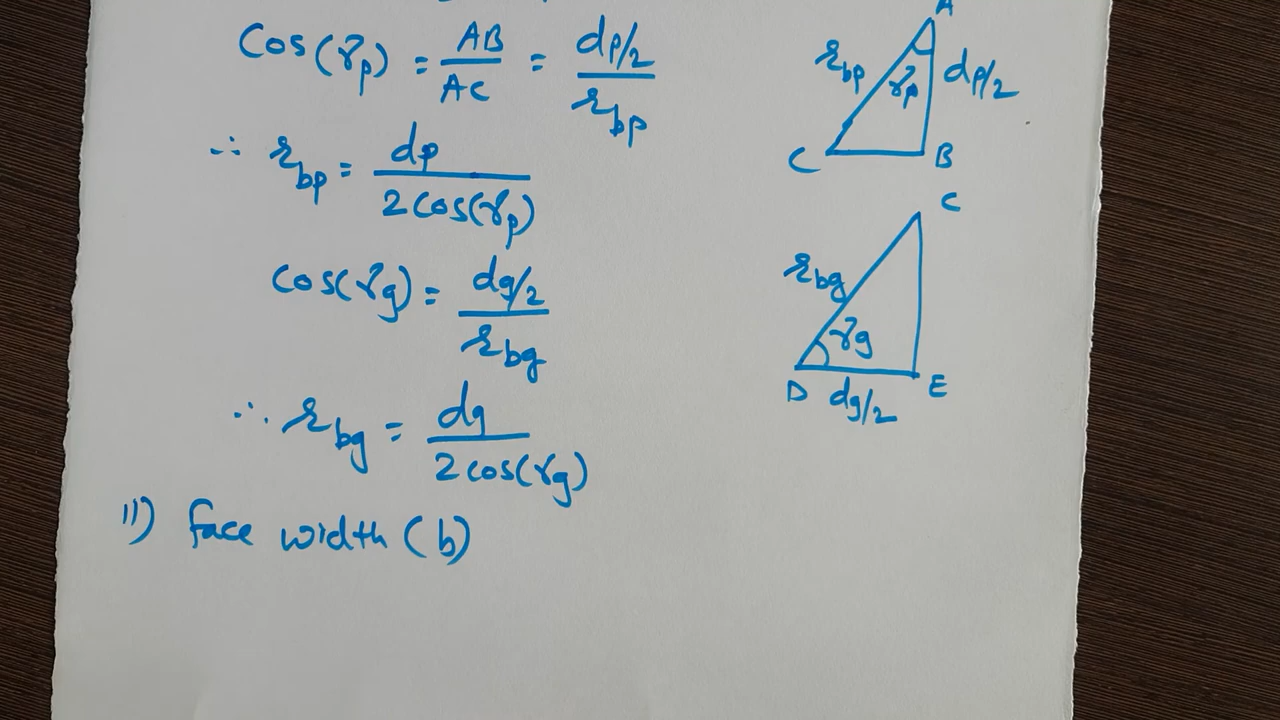 cos(γp) = AB/AC = (dp/2)/(rbp)
∴ rbp = dp/(2cos(γp))
cos(γg) = (dg/2)/(rbg)
∴ rbg = dg/(2cos(γg))
11) face width (b)
A
rbp
γp
dp/2
C
B
C
rbg
γg
D
dg/2
E